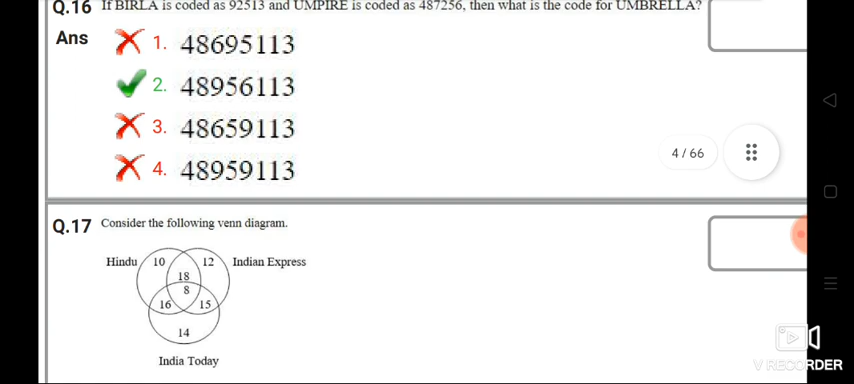 Q.16 If BIRLA is coded as 92513 and UMPIRE is coded as 487256, then what is the code for UMBRELLA?
Ans
1. 48695113
2. 48956113
3. 48659113
4. 48959113
4 / 66
Q.17 Consider the following venn diagram.
Hindu 10 12 Indian Express
18
8
16 15
14
India Today
V RECORDER